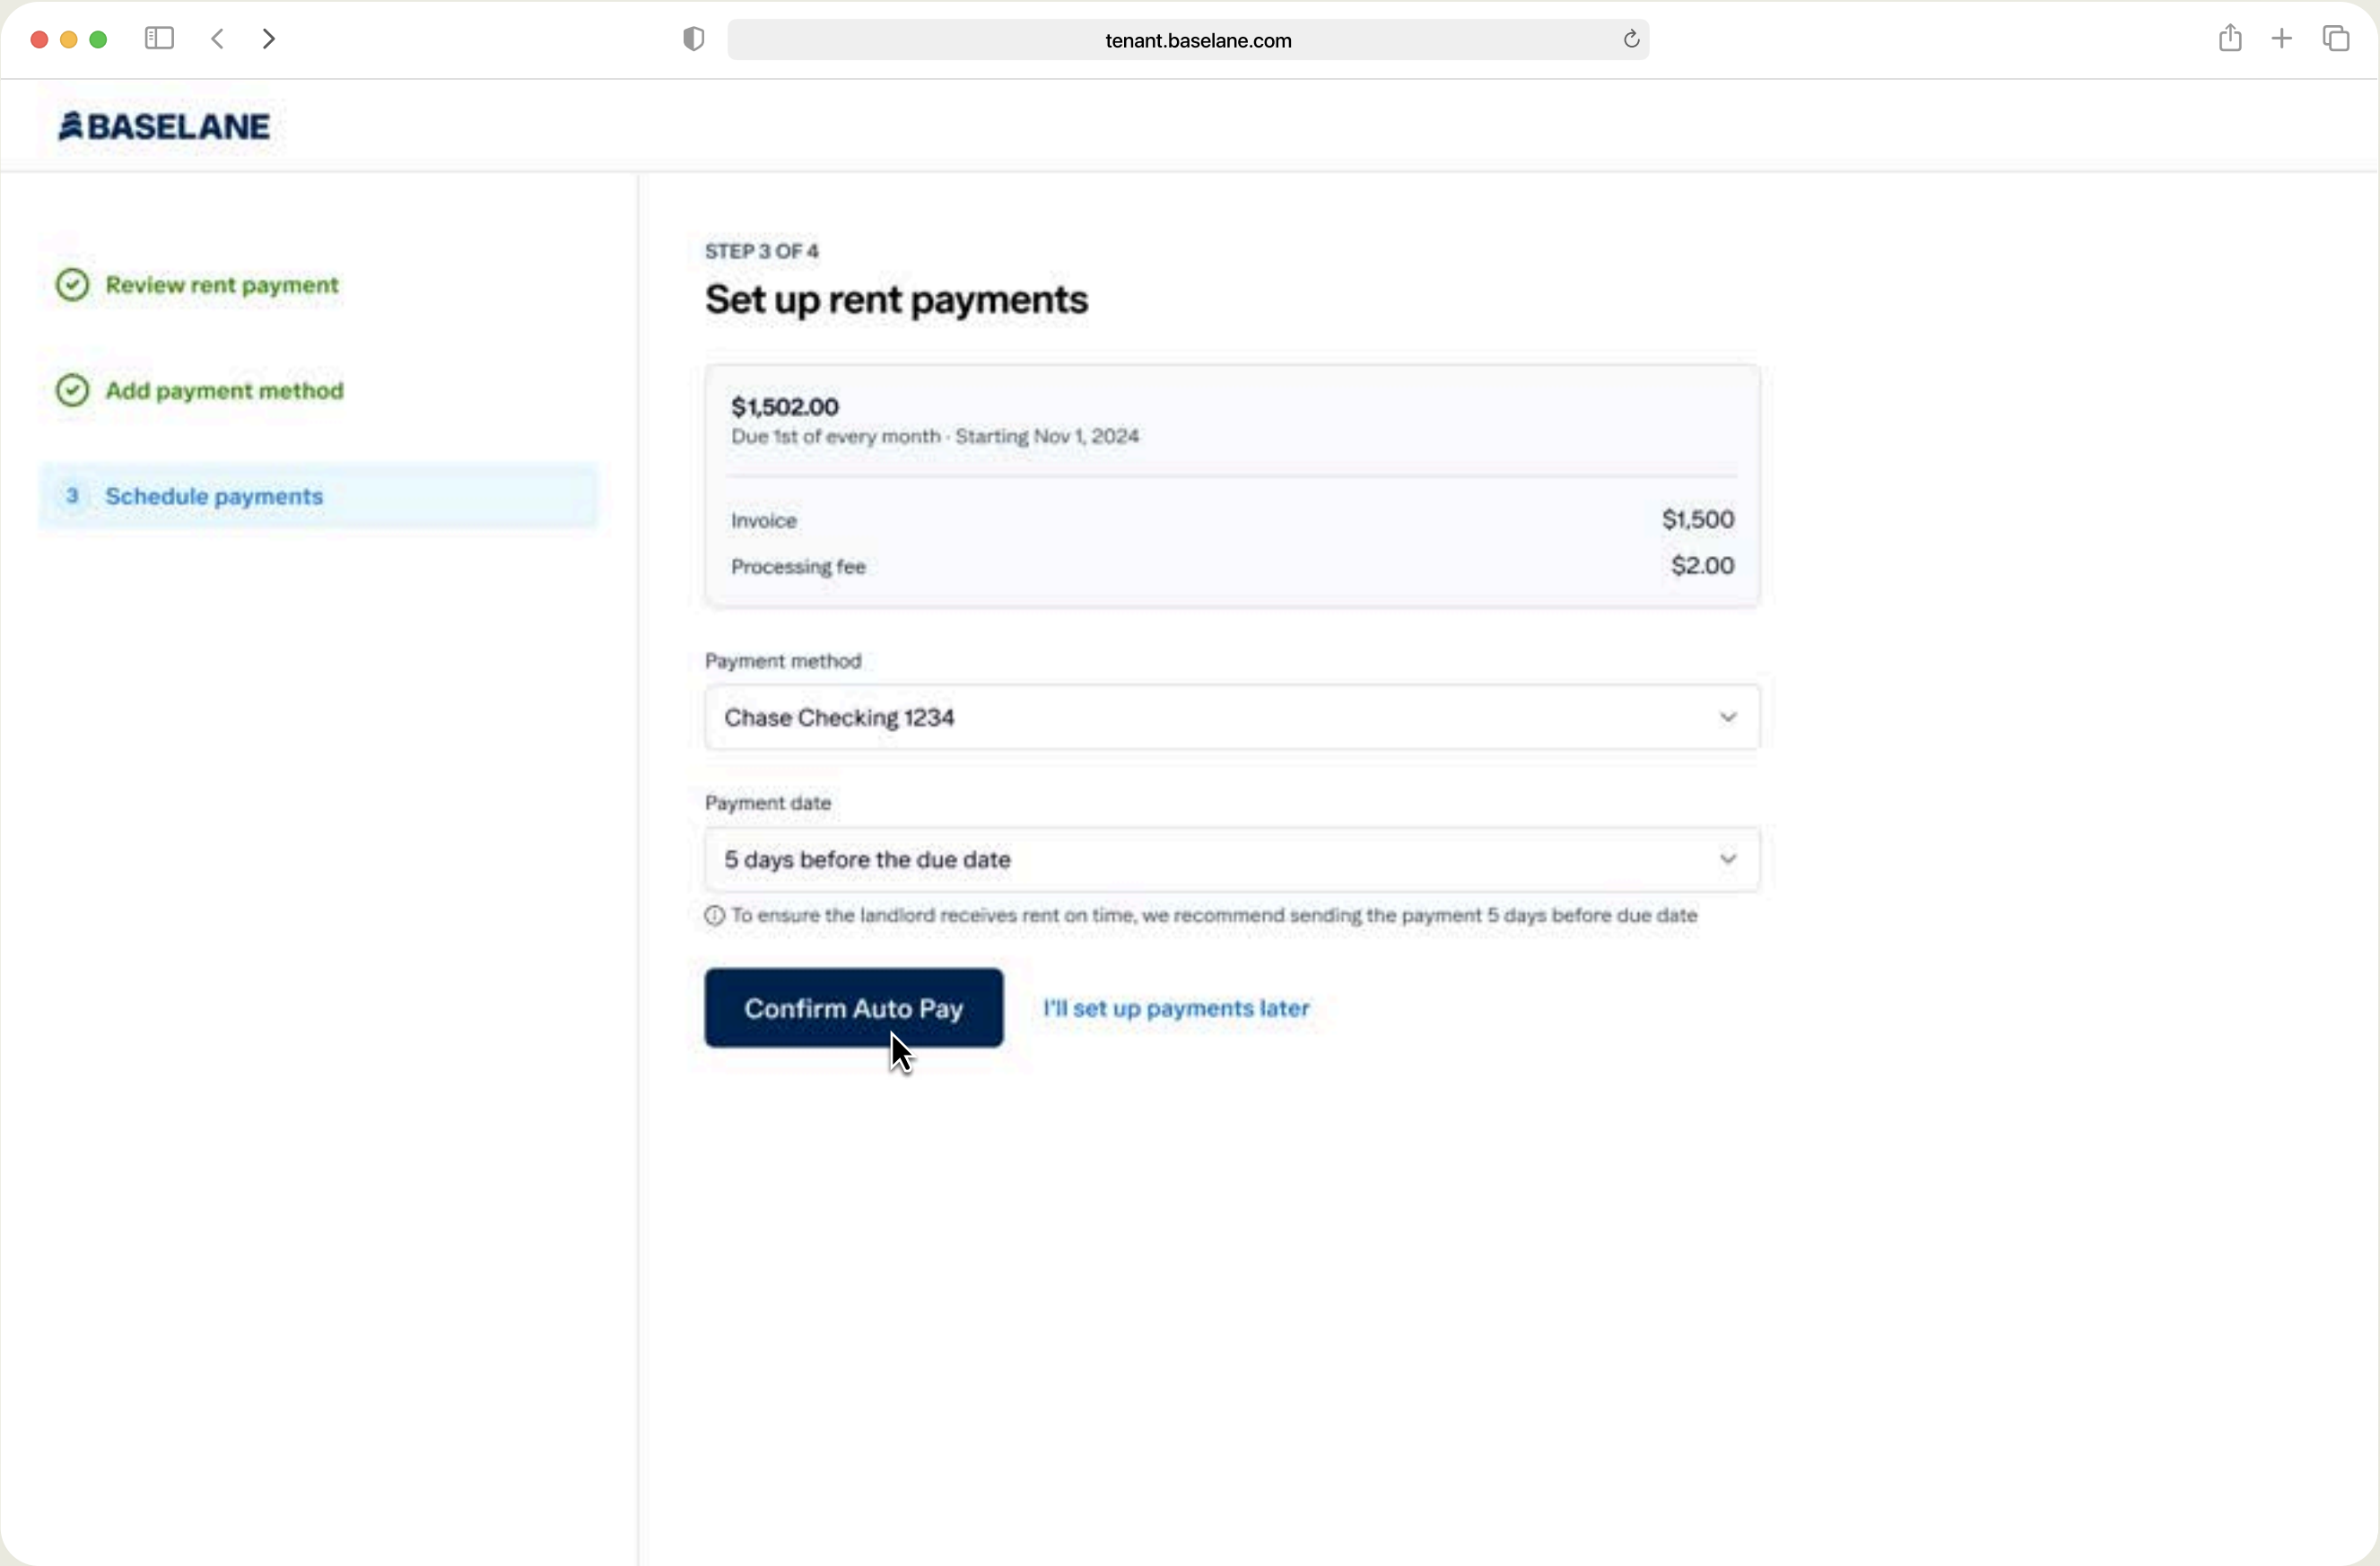 tenant.baselane.com
BASELANE
Review rent payment
Add payment method
3 Schedule payments
STEP 3 OF 4
Set up rent payments
$1,502.00
Due 1st of every month · Starting Nov 1, 2024
Invoice $1,500
Processing fee $2.00
Payment method
Chase Checking 1234
Payment date
5 days before the due date
To ensure the landlord receives rent on time, we recommend sending the payment 5 days before due date
Confirm Auto Pay I'll set up payments later